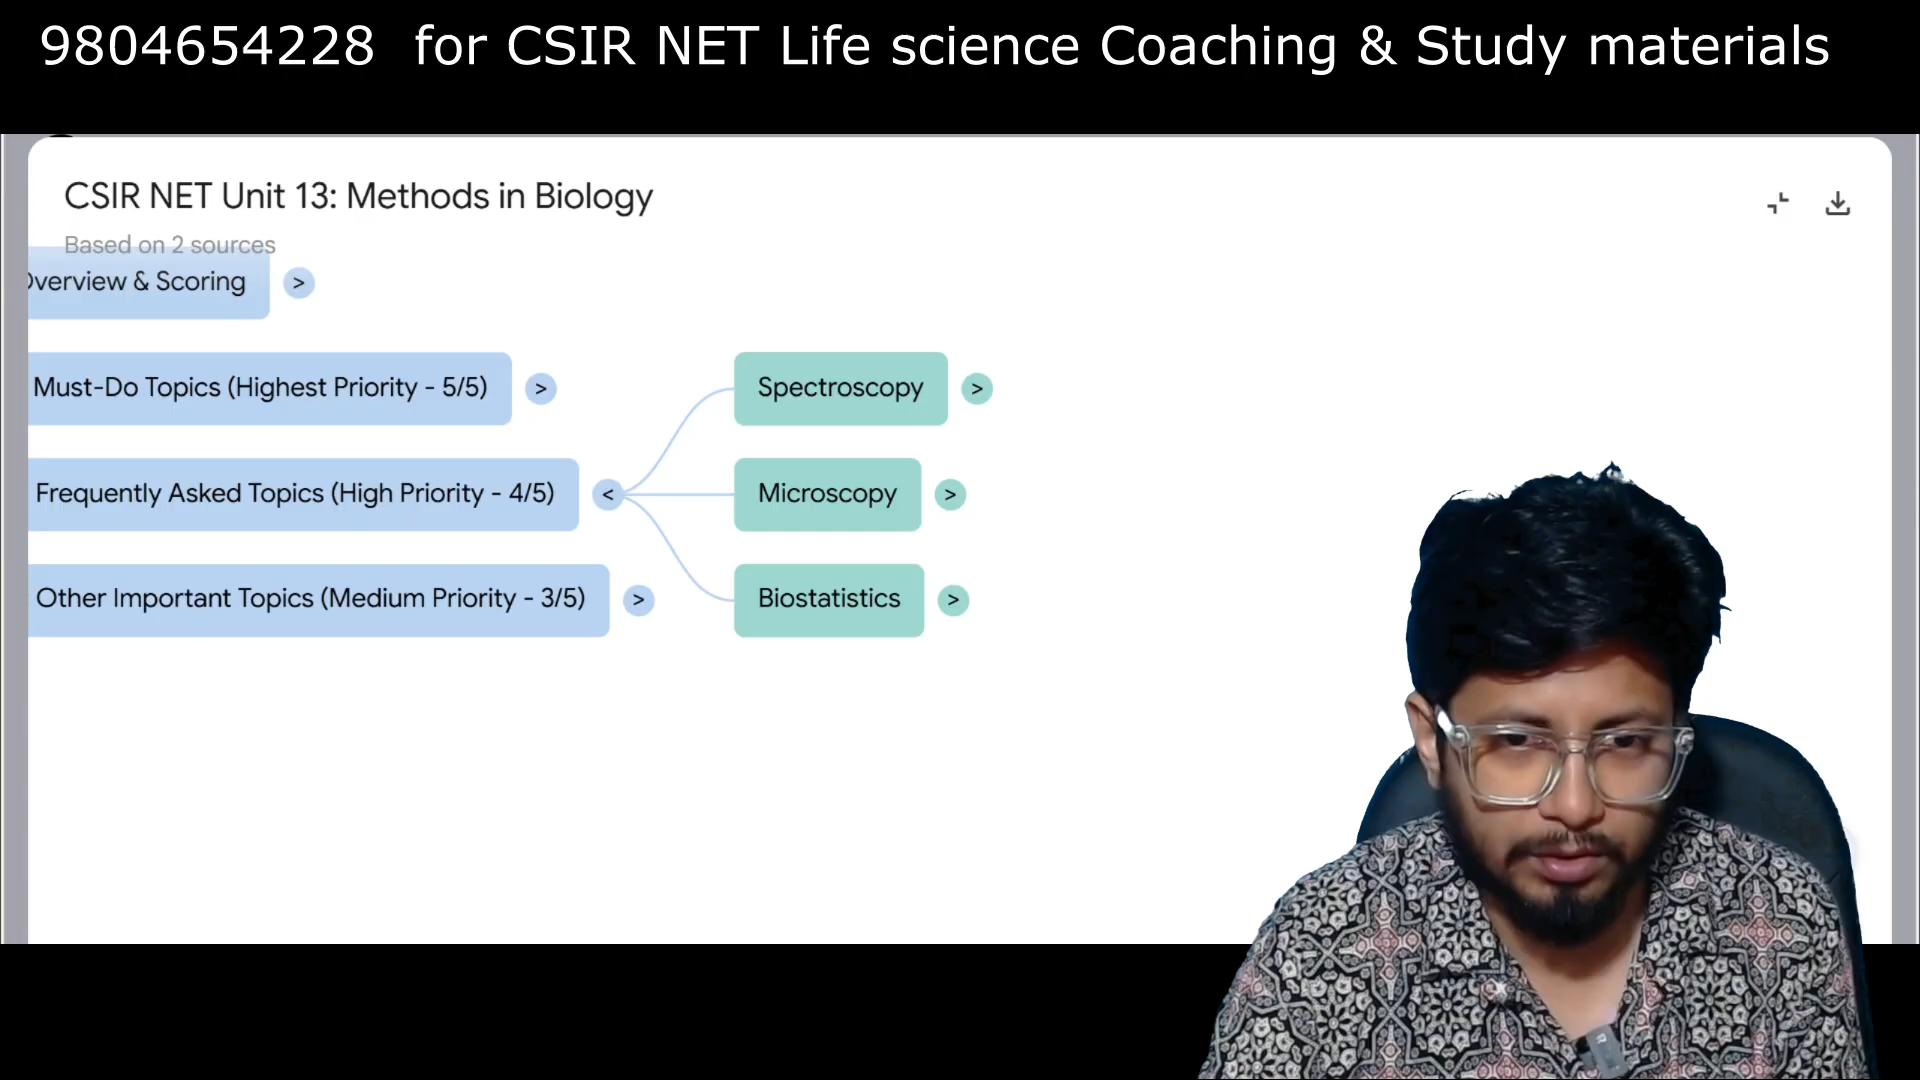 9804654228 for CSIR NET Life science Coaching & Study materials
CSIR NET Unit 13: Methods in Biology
Based on 2 sources
Overview & Scoring >
Must-Do Topics (Highest Priority - 5/5) >
Spectroscopy >
Frequently Asked Topics (High Priority - 4/5) <
Microscopy >
Other Important Topics (Medium Priority - 3/5) >
Biostatistics >